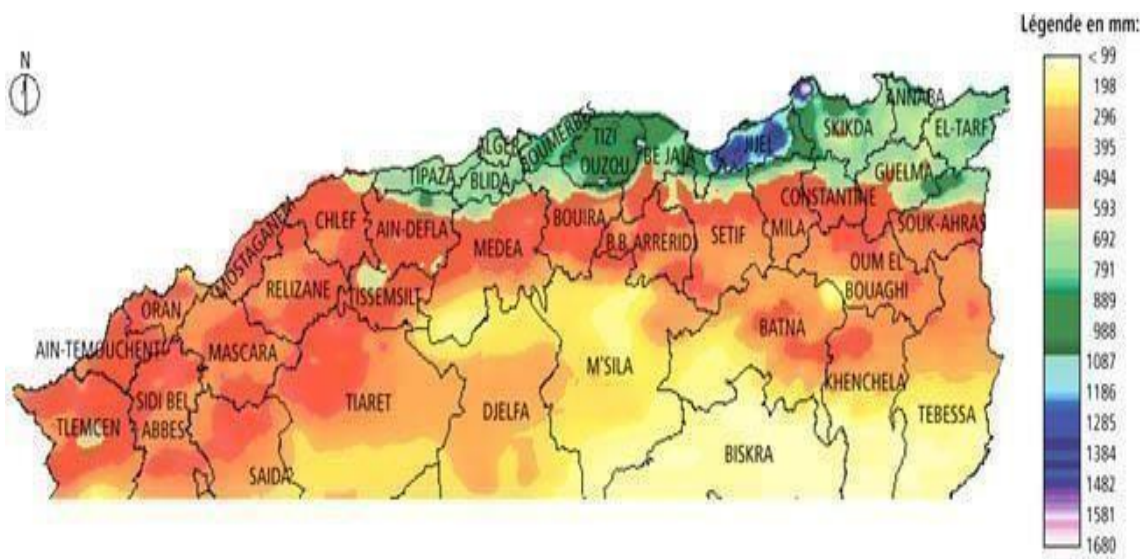 Légende en mm:
N
< 99
198
296
395
494
593
692
791
889
988
1087
1186
1285
1384
1482
1581
1680
ANNABA
SKIKDA
EL-TARF
TIZI
OUZOU
BOUMERDES
ALGER
JIJEL
BEJAIA
TIPAZA
BLIDA
GUELMA
CONSTANTINE
CHLEF
AIN-DEFLA
MEDEA
BOUIRA
B.B. ARRERIDJ
SETIF
MILA
SOUK-AHRAS
MOSTAGANEM
OUM EL
BOUAGHI
RELIZANE
TISSEMSILT
ORAN
BATNA
AIN-TEMOUCHENT
MASCARA
M'SILA
KHENCHELA
TLEMCEN
SIDI BEL
ABBES
TIARET
DJELFA
TEBESSA
BISKRA
SAIDA